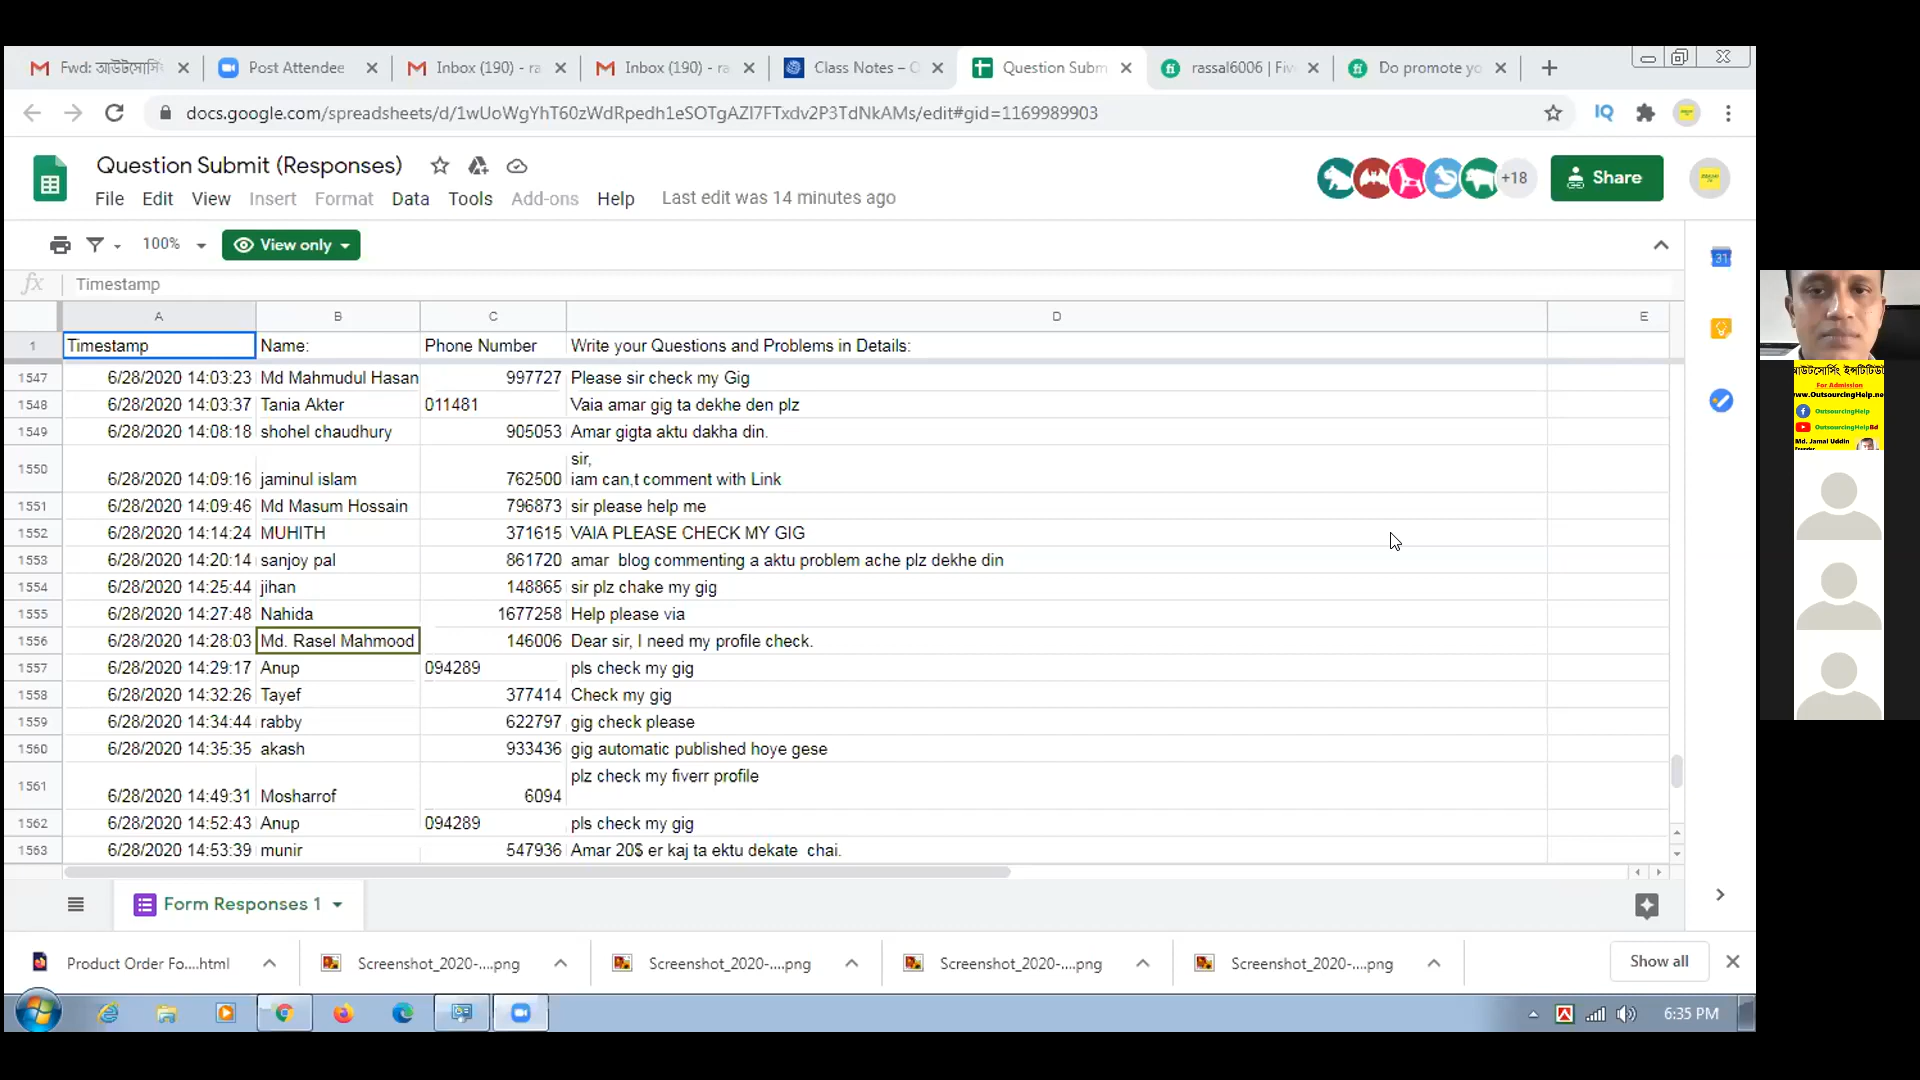 Fwd: আউটসোর্সিং
Post Attendee
Inbox (190) - ra
Inbox (190) - ra
Class Notes – O
Question Subm
rassal6006 | Fiv
Do promote yo
docs.google.com/spreadsheets/d/1wUoWgYhT60zWdRpedh1eSOTgAZl7FTxdv2P3TdNkAMs/edit#gid=1169989903
Question Submit (Responses)
+18
Share
File Edit View Insert Format Data Tools Add-ons Help Last edit was 14 minutes ago
100% View only
fx Timestamp
A B C D E
1 Timestamp Name: Phone Number Write your Questions and Problems in Details:
1547 6/28/2020 14:03:23 Md Mahmudul Hasan 997727 Please sir check my Gig
1548 6/28/2020 14:03:37 Tania Akter 011481 Vaia amar gig ta dekhe den plz
1549 6/28/2020 14:08:18 shohel chaudhury 905053 Amar gigta aktu dakha din.
sir,
1550 6/28/2020 14:09:16 jaminul islam 762500 iam can,t comment with Link
1551 6/28/2020 14:09:46 Md Masum Hossain 796873 sir please help me
1552 6/28/2020 14:14:24 MUHITH 371615 VAIA PLEASE CHECK MY GIG
1553 6/28/2020 14:20:14 sanjoy pal 861720 amar blog commenting a aktu problem ache plz dekhe din
1554 6/28/2020 14:25:44 jihan 148865 sir plz chake my gig
1555 6/28/2020 14:27:48 Nahida 1677258 Help please via
1556 6/28/2020 14:28:03 Md. Rasel Mahmood 146006 Dear sir, I need my profile check.
1557 6/28/2020 14:29:17 Anup 094289 pls check my gig
1558 6/28/2020 14:32:26 Tayef 377414 Check my gig
1559 6/28/2020 14:34:44 rabby 622797 gig check please
1560 6/28/2020 14:35:35 akash 933436 gig automatic published hoye gese
plz check my fiverr profile
1561 6/28/2020 14:49:31 Mosharrof 6094
1562 6/28/2020 14:52:43 Anup 094289 pls check my gig
1563 6/28/2020 14:53:39 munir 547936 Amar 20$ er kaj ta ektu dekate chai.
Form Responses 1
Product Order Fo....html
Screenshot_2020-....png
Screenshot_2020-....png
Screenshot_2020-....png
Screenshot_2020-....png
Show all
6:35 PM
31
আউটসোর্সিং ইন্সটিটিউট
For Admission
www.OutsourcingHelp.ne
OutsourcingHelp
OutsourcingHelpBd
Md. Jamal Uddin